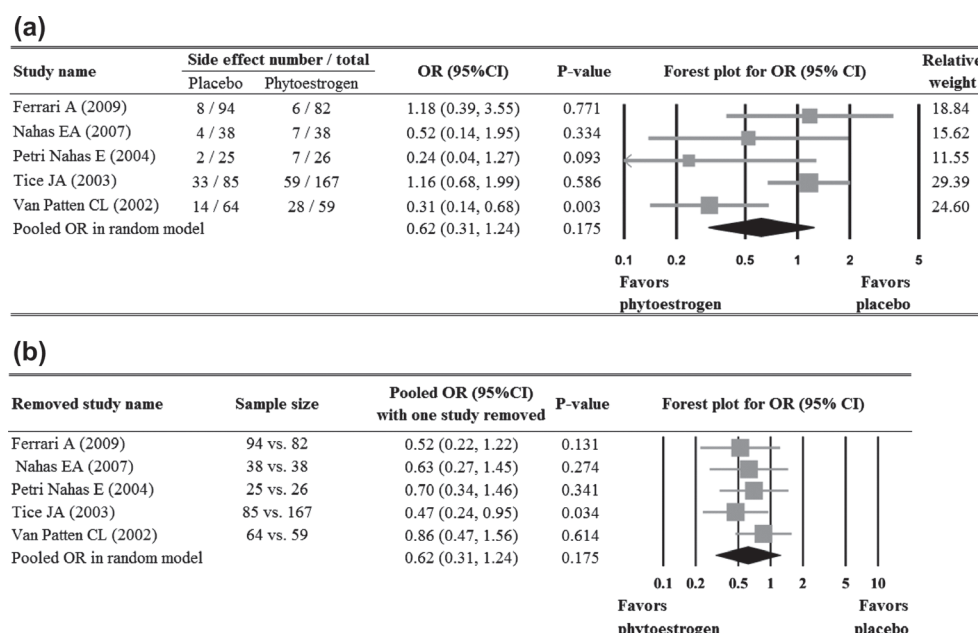 (a)
Study name Side effect number / total OR (95%CI) P-value Forest plot for OR (95% CI) Relative weight
Placebo Phytoestrogen
Ferrari A (2009) 8 / 94 6 / 82 1.18 (0.39, 3.55) 0.771 18.84
Nahas EA (2007) 4 / 38 7 / 38 0.52 (0.14, 1.95) 0.334 15.62
Petri Nahas E (2004) 2 / 25 7 / 26 0.24 (0.04, 1.27) 0.093 11.55
Tice JA (2003) 33 / 85 59 / 167 1.16 (0.68, 1.99) 0.586 29.39
Van Patten CL (2002) 14 / 64 28 / 59 0.31 (0.14, 0.68) 0.003 24.60
Pooled OR in random model 0.62 (0.31, 1.24) 0.175
0.1 0.2 0.5 1 2 5
Favors phytoestrogen Favors placebo
(b)
Removed study name Sample size Pooled OR (95%CI) with one study removed P-value Forest plot for OR (95% CI)
Ferrari A (2009) 94 vs. 82 0.52 (0.22, 1.22) 0.131
Nahas EA (2007) 38 vs. 38 0.63 (0.27, 1.45) 0.274
Petri Nahas E (2004) 25 vs. 26 0.70 (0.34, 1.46) 0.341
Tice JA (2003) 85 vs. 167 0.47 (0.24, 0.95) 0.034
Van Patten CL (2002) 64 vs. 59 0.86 (0.47, 1.56) 0.614
Pooled OR in random model 0.62 (0.31, 1.24) 0.175
0.1 0.2 0.5 1 2 5 10
Favors phytoestrogen Favors placebo